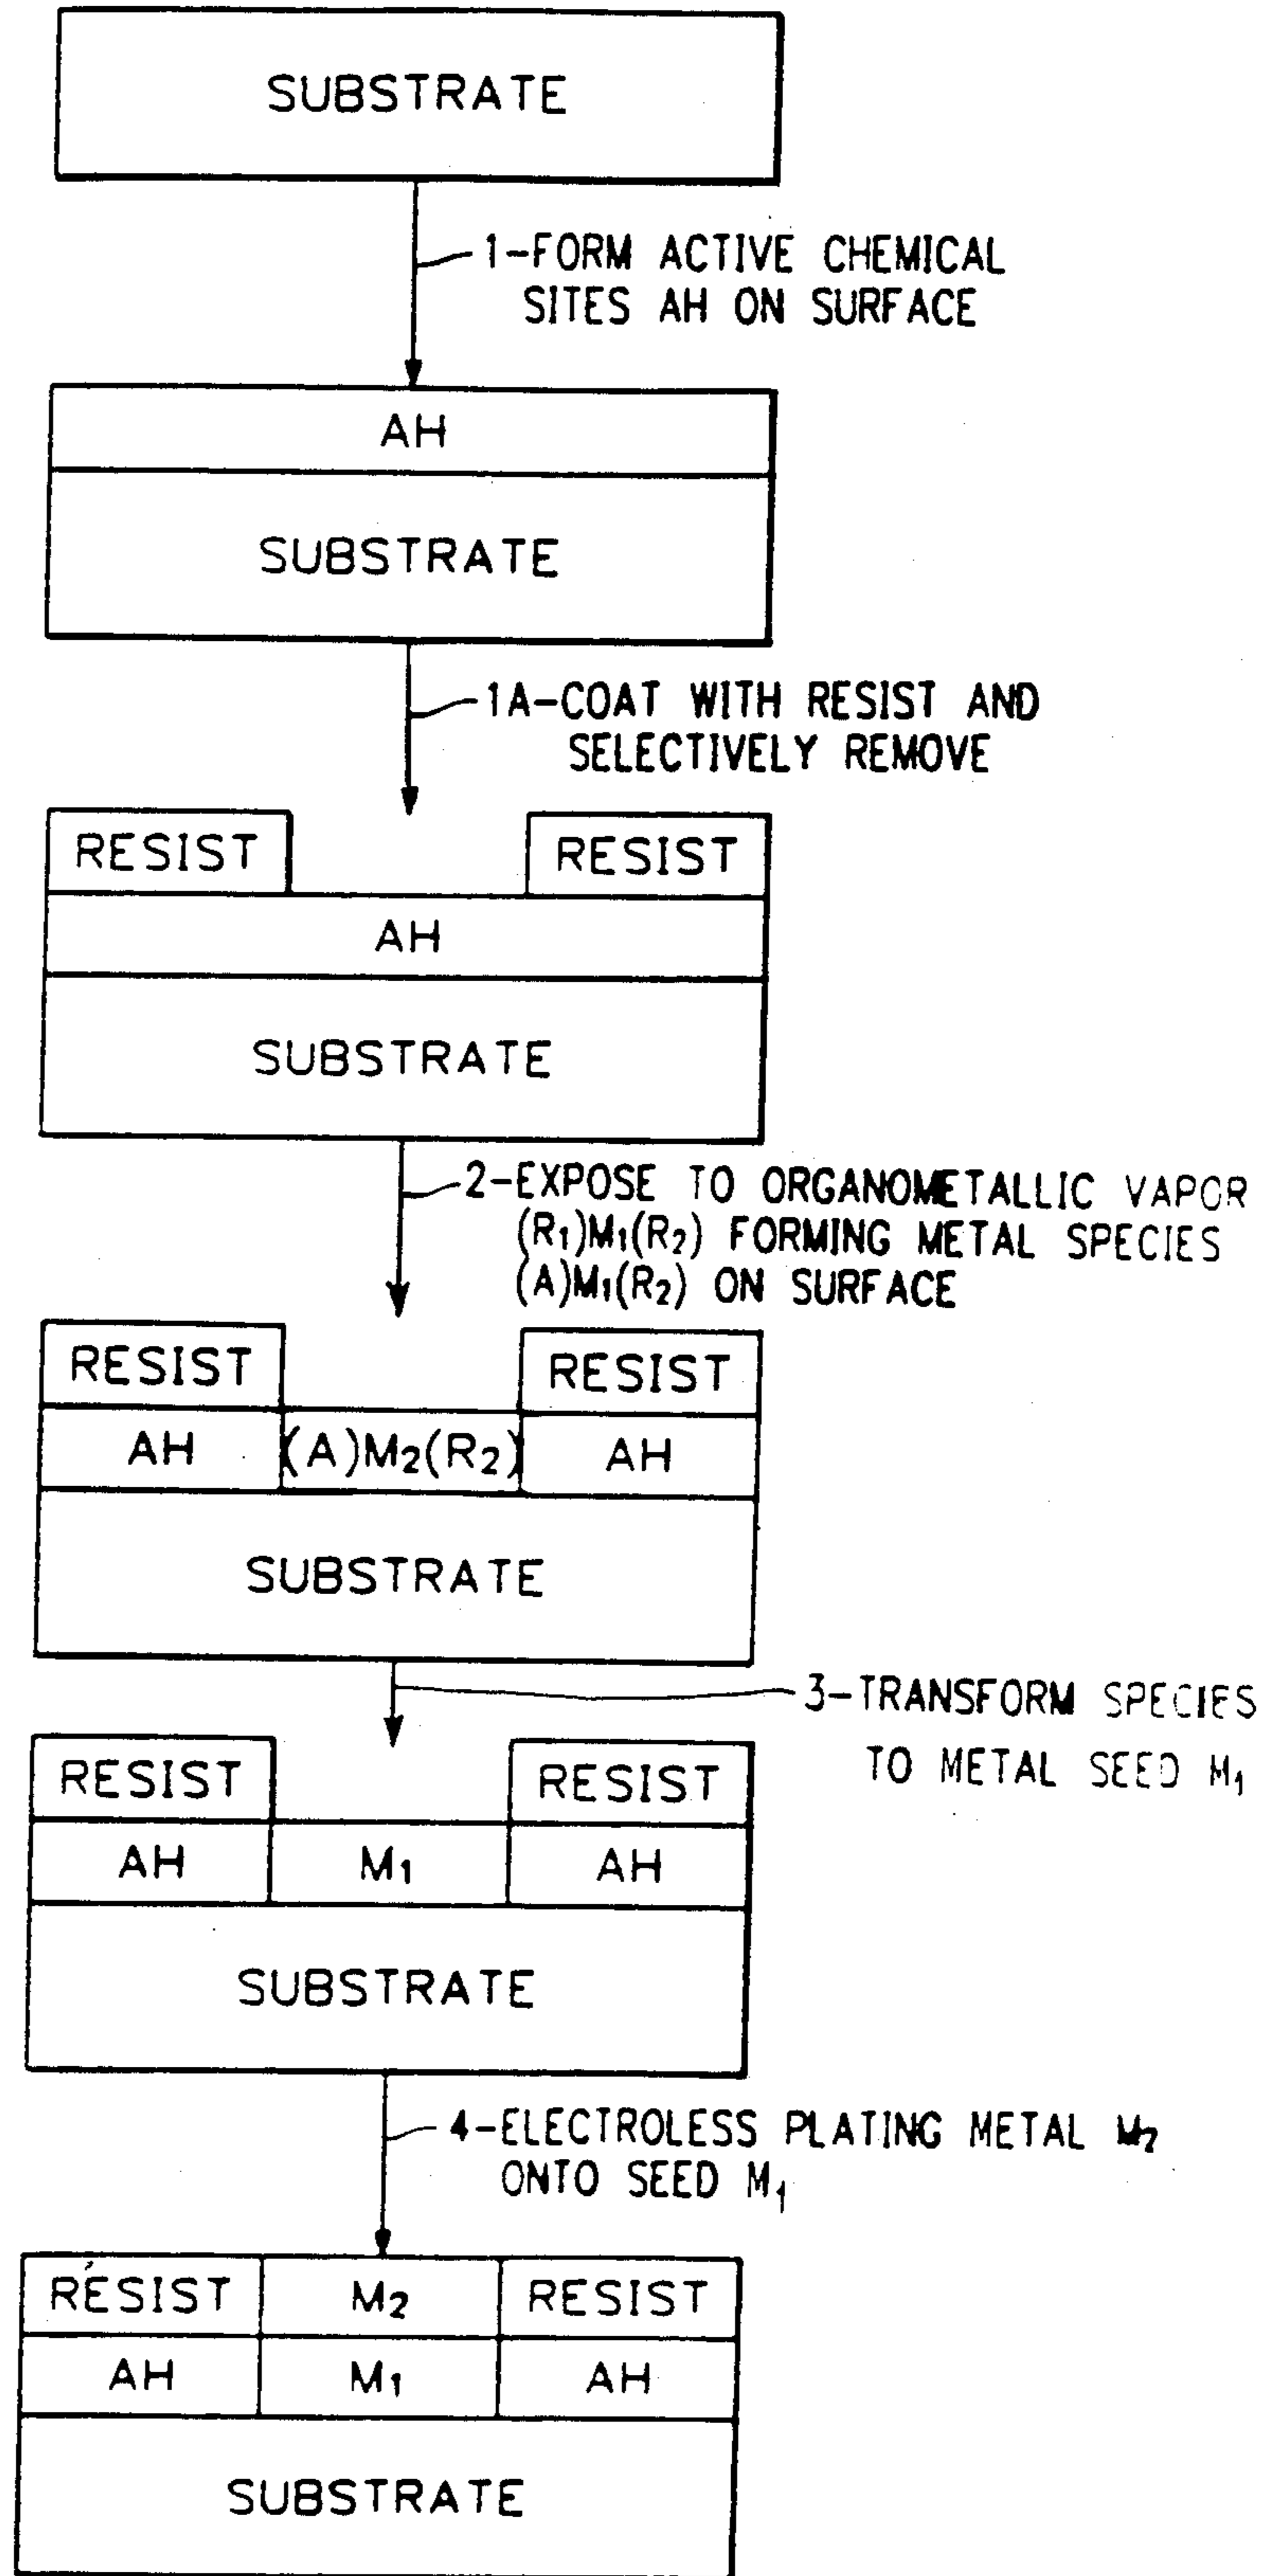 SUBSTRATE
1-FORM ACTIVE CHEMICAL
SITES AH ON SURFACE
AH
SUBSTRATE
1A-COAT WITH RESIST AND
SELECTIVELY REMOVE
RESIST RESIST
AH
SUBSTRATE
2-EXPOSE TO ORGANOMETALLIC VAPOR
(R₁)M₁(R₂) FORMING METAL SPECIES
(A)M₁(R₂) ON SURFACE
RESIST RESIST
AH (A)M₂(R₂) AH
SUBSTRATE
3-TRANSFORM SPECIES
TO METAL SEED M₁
RESIST RESIST
AH M₁ AH
SUBSTRATE
4-ELECTROLESS PLATING METAL M₂
ONTO SEED M₁
RESIST M₂ RESIST
AH M₁ AH
SUBSTRATE